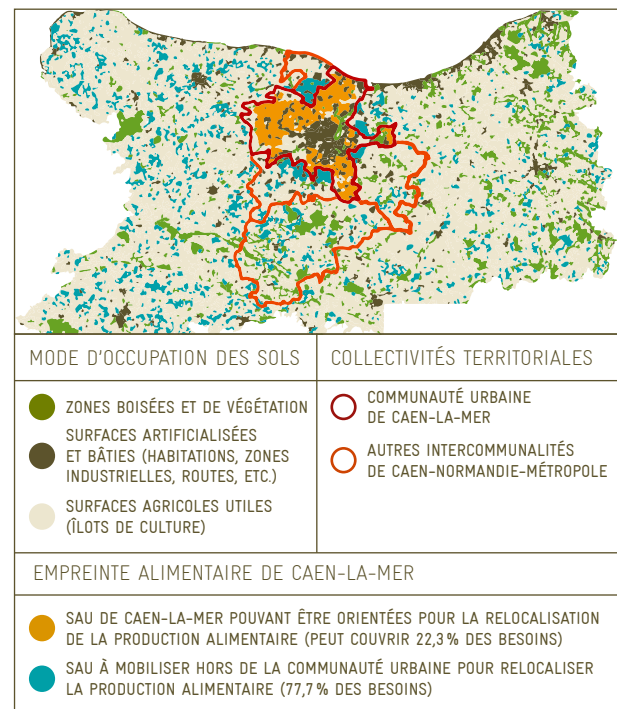 MODE D'OCCUPATION DES SOLS
ZONES BOISÉES ET DE VÉGÉTATION
SURFACES ARTIFICIALISÉES
ET BÂTIES (HABITATIONS, ZONES
INDUSTRIELLES, ROUTES, ETC.)
SURFACES AGRICOLES UTILES
(ÎLOTS DE CULTURE)
COLLECTIVITÉS TERRITORIALES
COMMUNAUTÉ URBAINE
DE CAEN-LA-MER
AUTRES INTERCOMMUNALITÉS
DE CAEN-NORMANDIE-MÉTROPOLE
EMPREINTE ALIMENTAIRE DE CAEN-LA-MER
SAU DE CAEN-LA-MER POUVANT ÊTRE ORIENTÉES POUR LA RELOCALISATION
DE LA PRODUCTION ALIMENTAIRE (PEUT COUVRIR 22,3 % DES BESOINS)
SAU À MOBILISER HORS DE LA COMMUNAUTÉ URBAINE POUR RELOCALISER
LA PRODUCTION ALIMENTAIRE (77,7 % DES BESOINS)